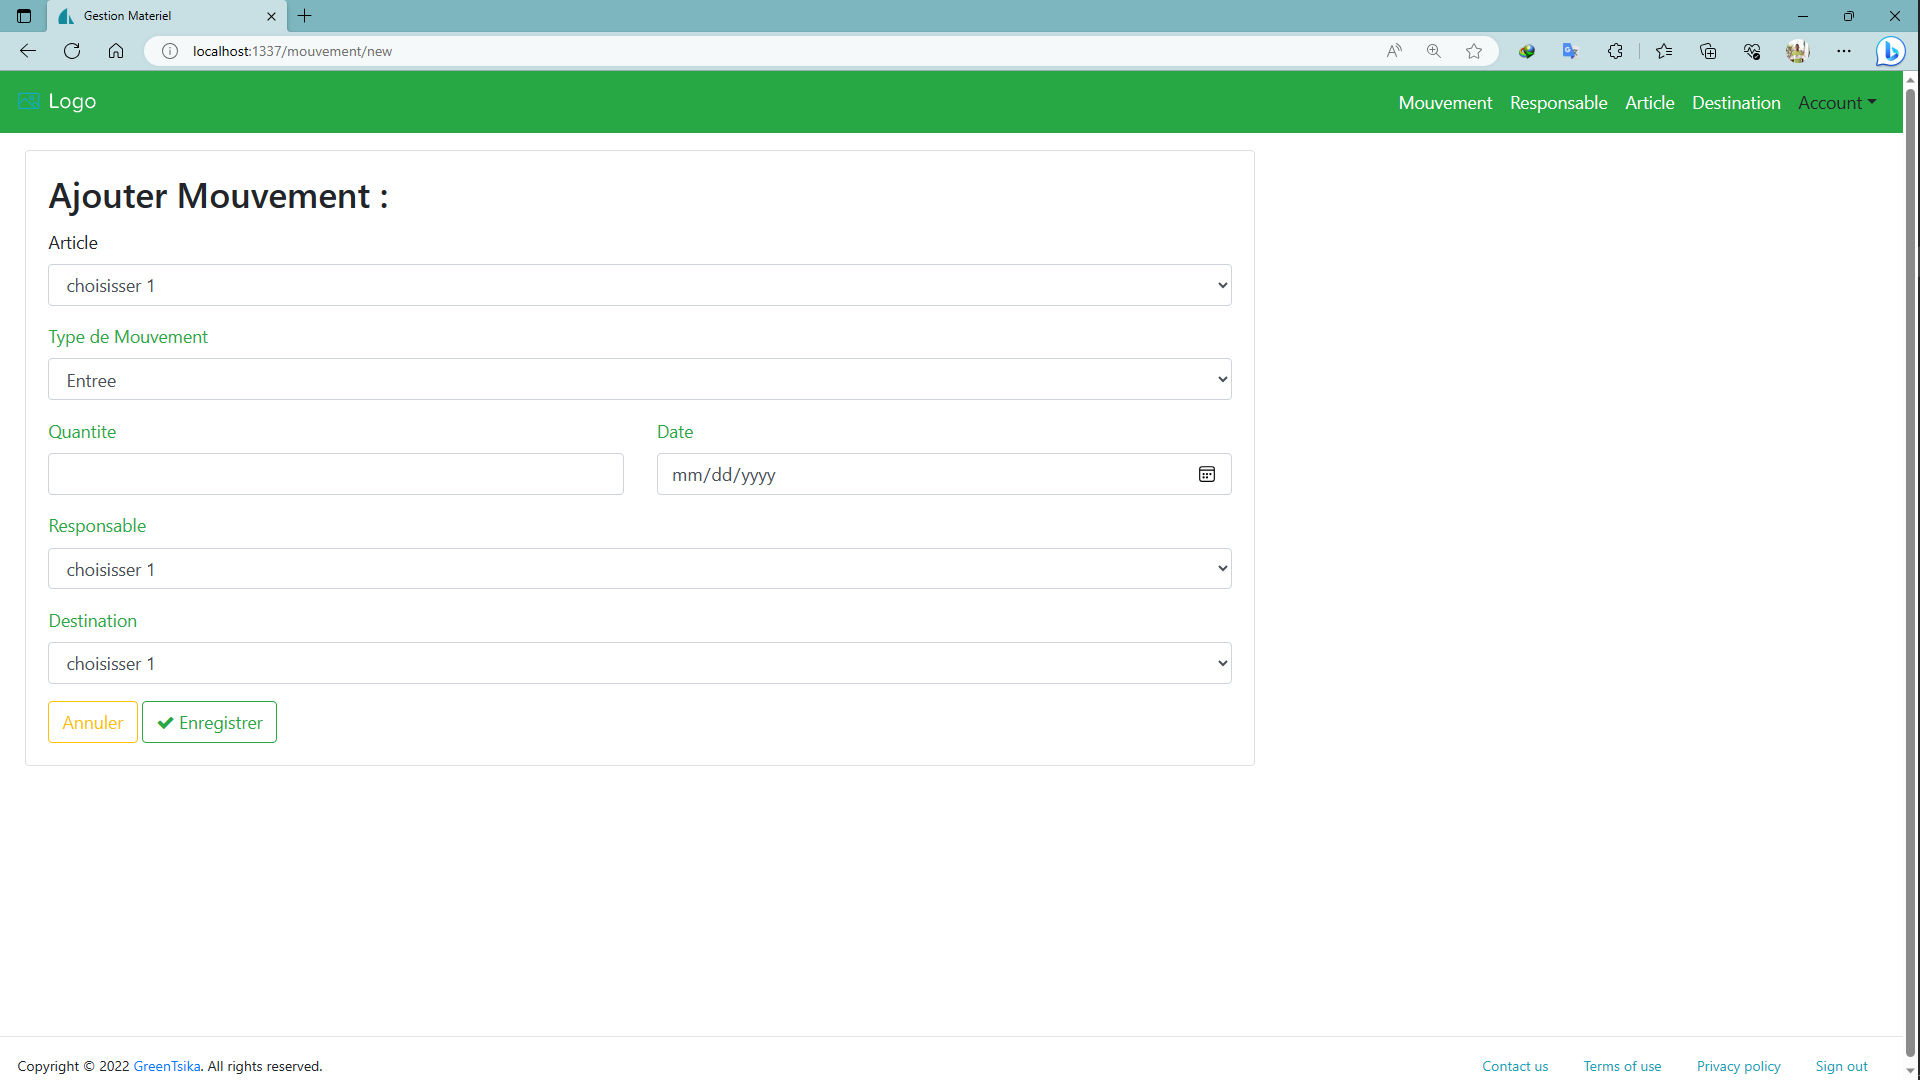 Gestion Materiel
localhost:1337/mouvement/new
Logo
Mouvement Responsable Article Destination Account
Ajouter Mouvement :
Article
choisisser 1
Type de Mouvement
Entree
Quantite Date
mm/dd/yyyy
Responsable
choisisser 1
Destination
choisisser 1
Annuler Enregistrer
Copyright © 2022 GreenTsika. All rights reserved. Contact us Terms of use Privacy policy Sign out